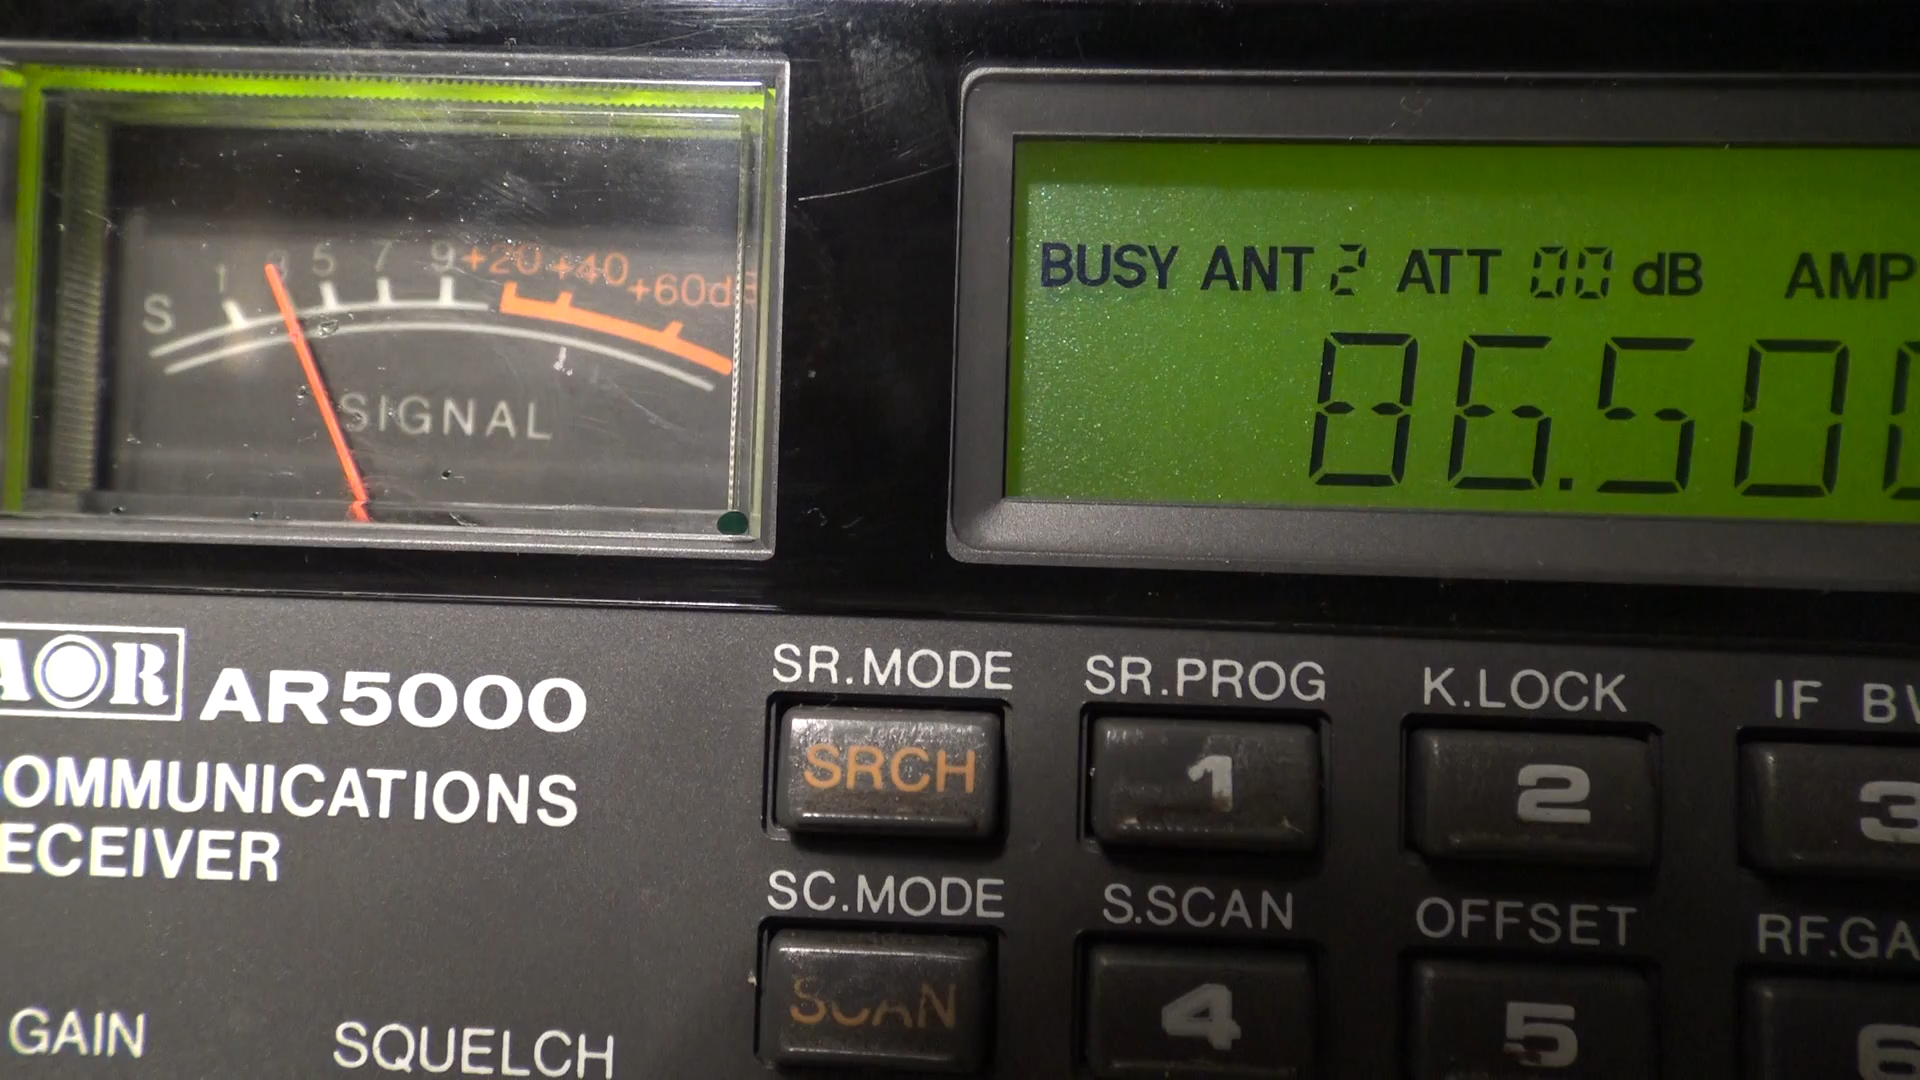 1 3 5 7 9 +20 +40 +60dB
S
SIGNAL
BUSY ANT 2 ATT 00 dB AMP
86.500
AOR AR5000
OMMUNICATIONS
ECEIVER
GAIN
SQUELCH
SR.MODE
SR.PROG
K.LOCK
IF BW
SRCH
1
2
3
SC.MODE
S.SCAN
OFFSET
RF.GA
SCAN
4
5
6